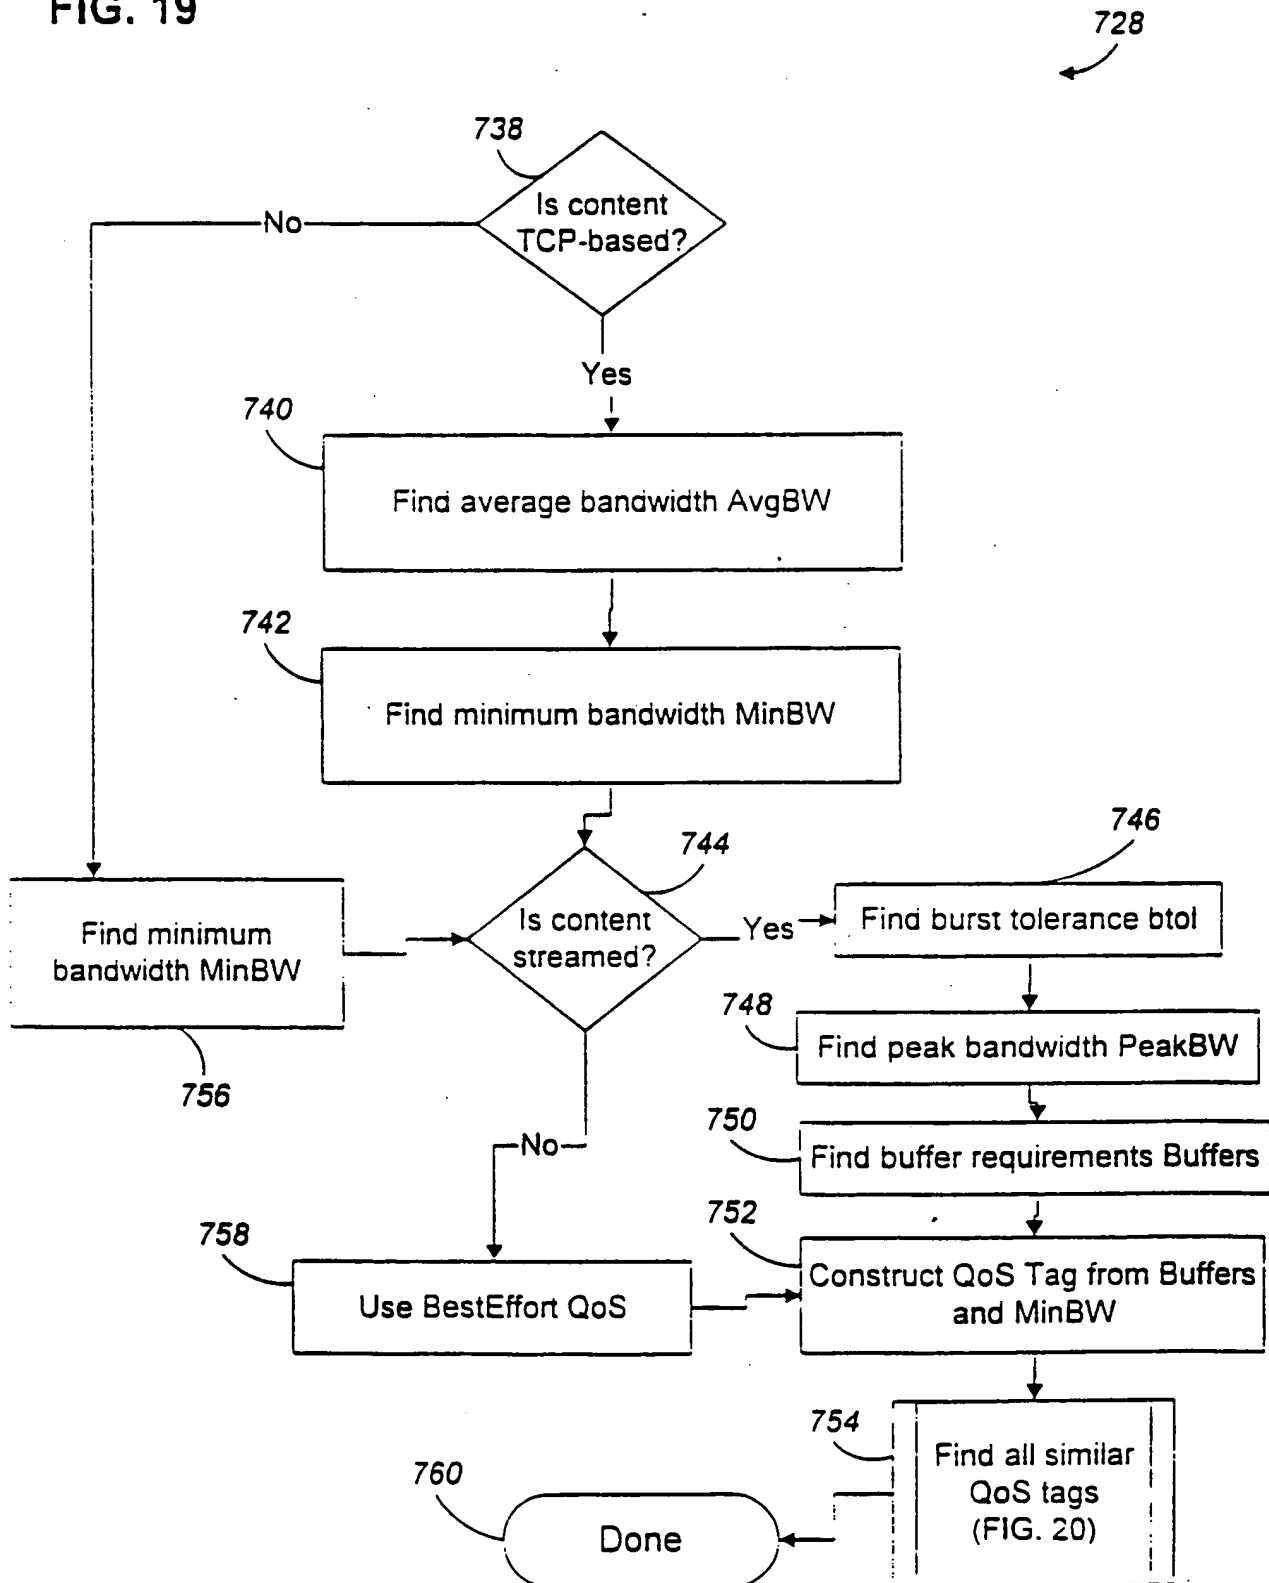 FIG. 19
728
738
Is content
TCP-based?
No
Yes
740
Find average bandwidth AvgBW
742
Find minimum bandwidth MinBW
744
746
Is content
streamed?
Yes
Find burst tolerance btol
Find minimum
bandwidth MinBW
756
748
Find peak bandwidth PeakBW
No
750
Find buffer requirements Buffers
752
758
Use BestEffort QoS
Construct QoS Tag from Buffers
and MinBW
754
Find all similar
QoS tags
(FIG. 20)
760
Done